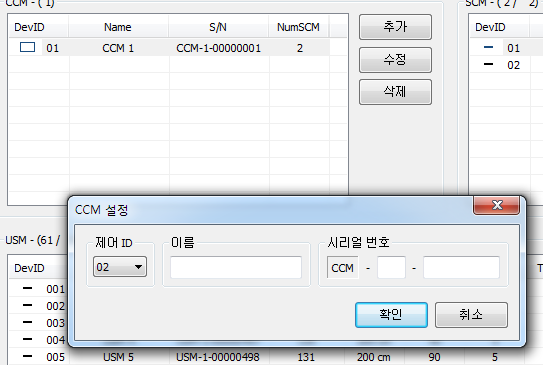 CCM - ( 1)
SCM - ( 2 / 2)
DevID Name S/N NumSCM
01 CCM 1 CCM-1-00000001 2
추가
수정
삭제
DevID
01
02
CCM 설정
제어 ID
02
이름
시리얼 번호
CCM - -
확인
취소
USM - (61 /
DevID
001
002
003
004
005 USM 5 USM-1-00000498 131 200 cm 90 5